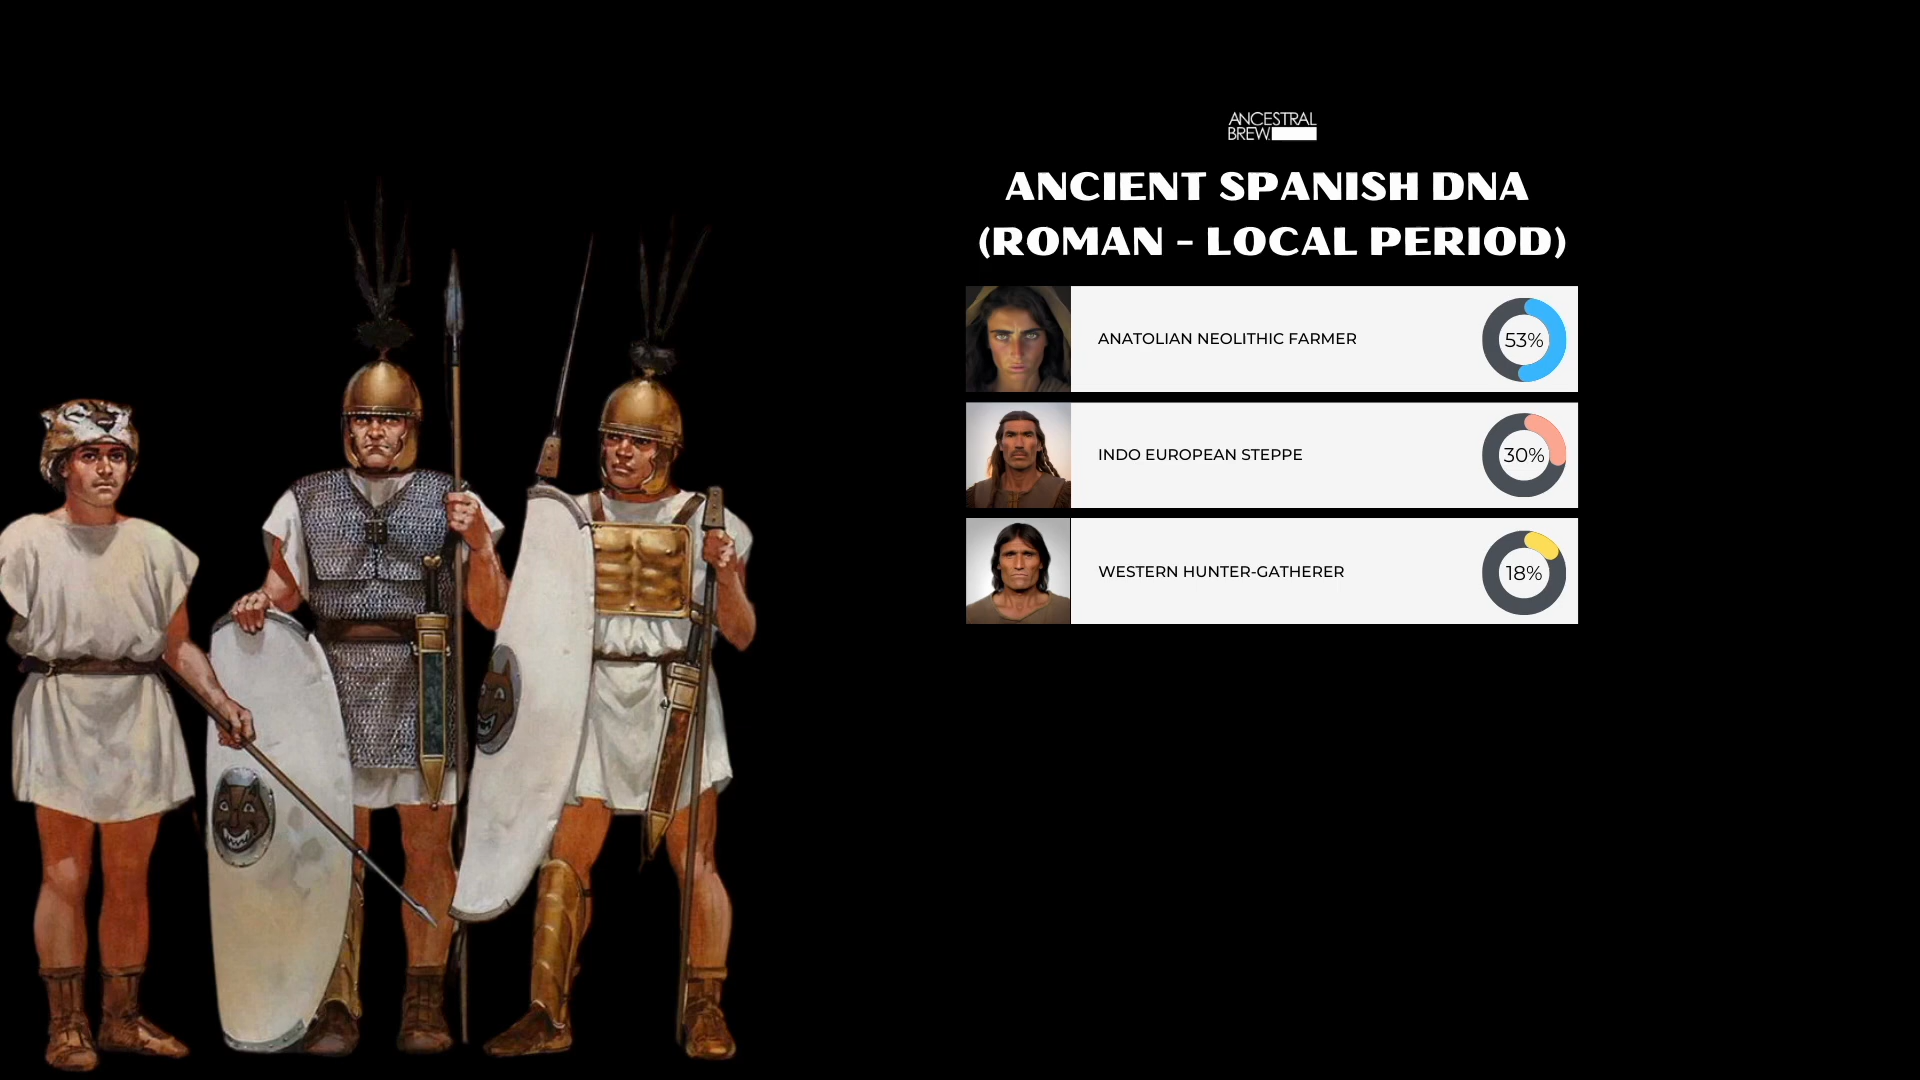 ANCESTRAL
BREW
ANCIENT SPANISH DNA
(ROMAN - LOCAL PERIOD)
ANATOLIAN NEOLITHIC FARMER
53%
INDO EUROPEAN STEPPE
30%
WESTERN HUNTER-GATHERER
18%